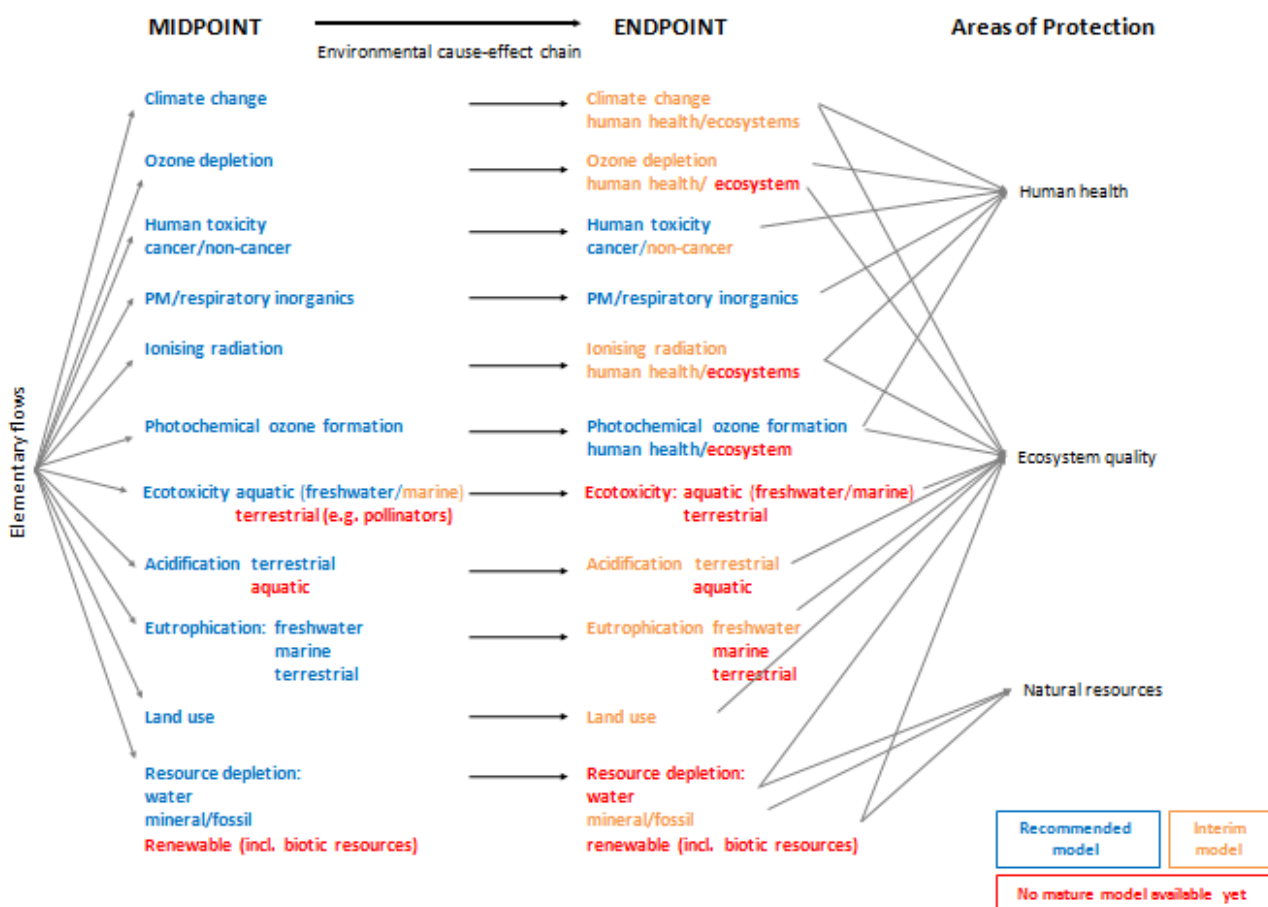 MIDPOINT
ENDPOINT
Areas of Protection
Environmental cause-effect chain
Elementary flows
Climate change
Ozone depletion
Human toxicity
cancer/non-cancer
PM/respiratory inorganics
Ionising radiation
Photochemical ozone formation
Ecotoxicity aquatic (freshwater/marine)
terrestrial (e.g. pollinators)
Acidification terrestrial
aquatic
Eutrophication: freshwater
marine
terrestrial
Land use
Resource depletion:
water
mineral/fossil
Renewable (incl. biotic resources)
Climate change
human health/ecosystems
Ozone depletion
human health/ ecosystem
Human toxicity
cancer/non-cancer
PM/respiratory inorganics
Ionising radiation
human health/ecosystems
Photochemical ozone formation
human health/ecosystem
Ecotoxicity: aquatic (freshwater/marine)
terrestrial
Acidification terrestrial
aquatic
Eutrophication freshwater
marine
terrestrial
Land use
Resource depletion:
water
mineral/fossil
renewable (incl. biotic resources)
Human health
Ecosystem quality
Natural resources
Recommended
model
Interim
model
No mature model available yet